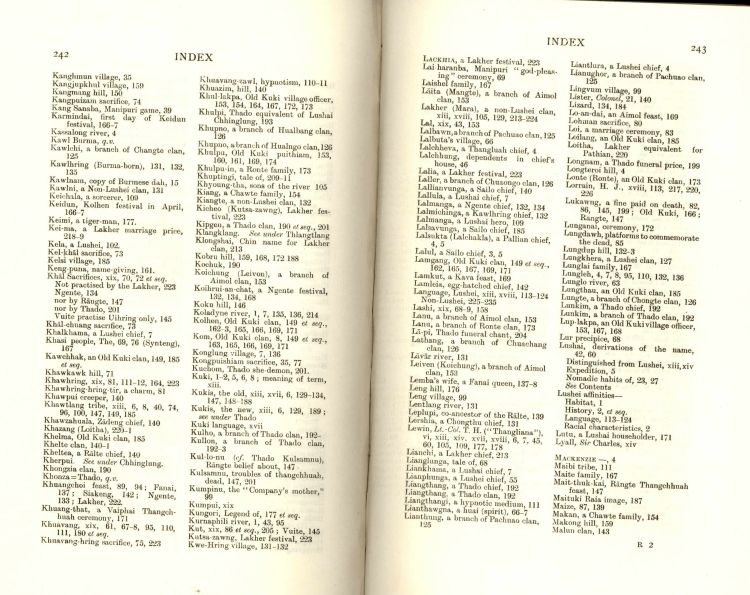 242
INDEX
Kanghmun village, 35
Kangjupkhul village, 159
Kangmang hill, 150
Kangpuizam sacrifice, 74
Kang Sanaba, Manipuri game, 39
Karmindai, first day of Keidun
festival, 166-7
Kassalong river, 4
Kawl Burma, q.v.
Kawlchi, a branch of Changte clan,
125
Kawlhring (Burma-born), 131, 132,
135
Kawlnam, copy of Burmese dah, 15
Kawlni, a Non-Lushei clan, 131
Keichala, a sorcerer, 109
Keidun, Kolhen festival in April,
166-7
Keimi, a tiger-man, 177.
Kei-ma, a Lakher marriage price,
218-9
Kela, a Lushei, 102.
Kel-khàl sacrifice, 73
Kelsi village, 185
Keng-puna, name-giving, 161.
Khàl Sacrifices, xix, 70, 72 et seq.
Not practised by the Lakher, 223
Ngente, 134
nor by Rāngte, 147
nor by Thado, 201
Vuite practise Uihring only, 145
Khāl-chuang sacrifice, 73
Khalkhama, a Lushei chief, 7
Khasi people, The, 69, 76 (Synteng),
167
Kawchhak, an Old Kuki clan, 149, 185
et seq.
Khawkawk hill, 71
Khawhring, xix, 81, 111-12, 164, 223
Khawhring-hring-tir, a charm, 81
Khawpui creeper, 140
Khawtlang tribe, xiii, 6, 8, 40, 74,
96, 100, 147, 149, 185
Khawzahuala, Zādeng chief, 140
Khazang (Loitha), 220-1
Khelma, Old Kuki clan, 185
Khelte clan, 140-1
Kheltea, a Rālte chief, 140
Kherpui. See under Chhinglung.
Khongzia clan, 190
Khonza=Thado, q.v.
Khuangchoi feast, 89, 94; Fanai,
137; Siakeng, 142; Ngente,
133; Lakher, 222.
Khuang-that, a Vaiphai Thangch-
huah ceremony, 171
Khuavang, xix, 61, 67-8, 95, 110,
111, 180 et seq.
Khuavang-hring sacrifice, 75, 223
Khuavang-zawl, hypnotism, 110-11
Khuazim, hill, 140
Khul-lakpa, Old Kuki village officer,
153, 154, 164, 167, 172, 173
Khulpi, Thado equivalent of Lushai
Chhinglung, 193
Khupno, a branch of Hualbang clan,
126
Khupno, a branch of Hualngo clan, 126
Khulpu, Old Kuki puithiam, 153,
160, 161, 169, 174
Khulpu-in, a Ronte family, 173
Khuptingi, tale of, 209-11
Khyoung-tha, sons of the river 105
Kiang, a Chawte family, 154
Kiangte, a non-Lushei clan, 132
Kicheo (Kutsa-zawng), Lakher fes-
tival, 223
Kipgen, a Thado clan, 190 et seq., 201
Klangklang. See under Thlangtlang
Klongshai, Chin name for Lakher
clan, 213
Kobru hill, 159, 168, 172 188
Kochuk, 190
Koichung (Leivon), a branch of
Aimol clan, 153
Koihrui-an-chat, a Ngente festival,
132, 134, 168
Koku hill, 146
Koladyne river, 1, 7, 135, 136, 214
Kolhen, Old Kuki clan, 149 et seq.,
162-3, 165, 166, 169, 171
Kom, Old Kuki clan, 8, 149 et seq.,
163, 165, 166, 169, 171
Konglung village, 7, 136
Kongpuishiam sacrifice, 35, 77
Kuchom, Thado she demon, 201.
Kuki, 1-2, 5, 6, 8; meaning of term,
xiii.
Kukis, the old, xiii, xvii, 6, 129-134,
147, 148-188
Kukis, the new, xiii, 6, 129, 189;
see under Thado
Kuki language, xvii
Kulho, a branch of Thado clan, 192-
Kullon, a branch of Thado clan,
192-3
Kul-lo-nu (cf. Thado Kulsamnu),
Rāngte belief about, 147
Kulsamnu, troubles of thangchhuah,
dead, 147, 201
Kumpinu, the "Company's mother,"
99
Kumpui, xix
Kungori, Legend of, 177 et seq.
Kurnaphili river, 1, 43, 95
Kut, xix, 86 et seq., 205; Vuite, 145
Kutsa-zawng, Lakher festival, 223
Kwe-Hring village, 131-132
INDEX
243
LACKHIA, a Lakher festival, 223
Lai-haranba, Manipuri "god-pleas-
ing" ceremony, 69
Laishel family, 167
Lāita (Mangte), a branch of Aimol
clan, 153
Lakher (Mara), a non-Lushei clan,
xiii, xviii, 105, 129, 213-224
Lal, xix, 43, 153
Lalbawn, a branch of Pachuao clan, 125
Lalbuta's village, 66
Lalchheva, a Thangluah chief, 4
Lalchhung, dependents in chief's
house, 46
Lalia, a Lakher festival, 223
Laller, a branch of Chuaongo clan, 126
Lallianvunga, a Sailo chief, 140
Lallula, a Lushai chief, 7
Lalmanga, a Ngente chief, 132, 134
Lalmichinga, a Kawlhring chief, 132
Lalmanga, a Lushai hero, 109
Lalsavunga, a Sailo chief, 185
Lalsukta (Lalchukla), a Pallian chief,
4, 5
Lalul, a Sailo chief, 3, 5
Lamgang, Old Kuki clan, 149 et seq.,
162, 165, 167, 169, 171
Lamkut, a Kava feast, 169
Lamleia, egg-hatched chief, 142
Language, Lushei, xiii, xviii, 113-124
Non-Lushei, 225-235
Lashi, xix, 68-9, 158
Lanu, a branch of Aimol clan, 153
Lanu, a branch of Ronte clan, 173
Lā-pi, Thado funeral chant, 204
Lathang, a branch of Chuachang
clan, 126
Lāvār river, 131
Leiven (Koichung), a branch of Aimol
clan, 153
Lemba's wife, a Fanai queen, 137-8
Leng hill, 176
Leng village, 99
Lentlang river, 131
Leplupi, co-ancestor of the Rālte, 139
Lershia, a Chongthu chief, 131
Lewin, Lt.-Col. T. H. ("Thangliana"),
vi, xiii, xiv. xvii, xviii, 6, 7, 45,
60, 103, 109, 177, 178
Lianchi, a Lakher chief, 213
Lianglunga, tale of, 68
Liankhama, a Lushei chief, 7
Lianphunga, a Lushei chief, 55
Liangthang, a Thado chief, 192
Liangthang, a Thado clan, 192
Liangthangi, a hypnotic medium, 111
Lianthawgna, a huai (spirit), 66-7
Lianthung, a branch of Pachuao clan,
125
Liantlura, a Lushei chief, 4
Lianughor, a branch of Pachuao clan,
125
Lingvum village, 99
Lister, Colonel, 21, 140
Lizard, 134, 184
Lo-an-dai, an Aimol feast, 169
Lohman sacrifice, 80
Loi, a marriage ceremony, 83
Loilang, an Old Kuki clan, 185
Loitha, Lakher equivalent for
Pathian, 220
Longnam, a Thado funeral price, 199
Longtereoi hill, 4
Lonte (Ronte), an Old Kuki clan, 173
Lorrain, H. J., xviii, 113, 217, 220,
226
Lukawng, a fine paid on death, 82,
86, 145, 199; Old Kuki, 166;
Rāngte, 147
Lunganai, ceremony, 172
Lungdawh, platforms to commemorate
the dead, 85
Lungdup hill, 132-3
Lungkhera, a Lushei clan, 127
Lunglai family, 167
Lungleh, 4, 7, 8, 95, 110, 132, 136
Lunglo river, 63
Lungthau, an Old Kuki clan, 185
Lungte, a branch of Chongte clan, 126
Lunkim, a Thado chief, 192
Lunkim, a branch of Thado clan, 192
Lup-lakpa, an Old Kuki village officer,
153, 167, 168
Lur precipice, 68
Lushai, derivations of the name,
42, 60
Distinguished from Lushei, xiii, xiv
Expedition, 5
Nomadic habits of, 23, 27
See Contents
Lushei affinities—
Habitat, 1
History, 2, et seq.
Language, 113-124
Racial characteristics, 2
Lutu, a Lushai householder, 171
Lyall, Sir Charles, xiv
MACKENZIE —, 4
Maibi tribe, 111
Maite family, 167
Mait-thuk-kai, Rāngte Thangchhuah
feast, 147
Maituki Raia image, 187
Maize, 87, 139
Makan, a Chawte family, 154
Makong hill, 159
Malun clan, 143
R 2